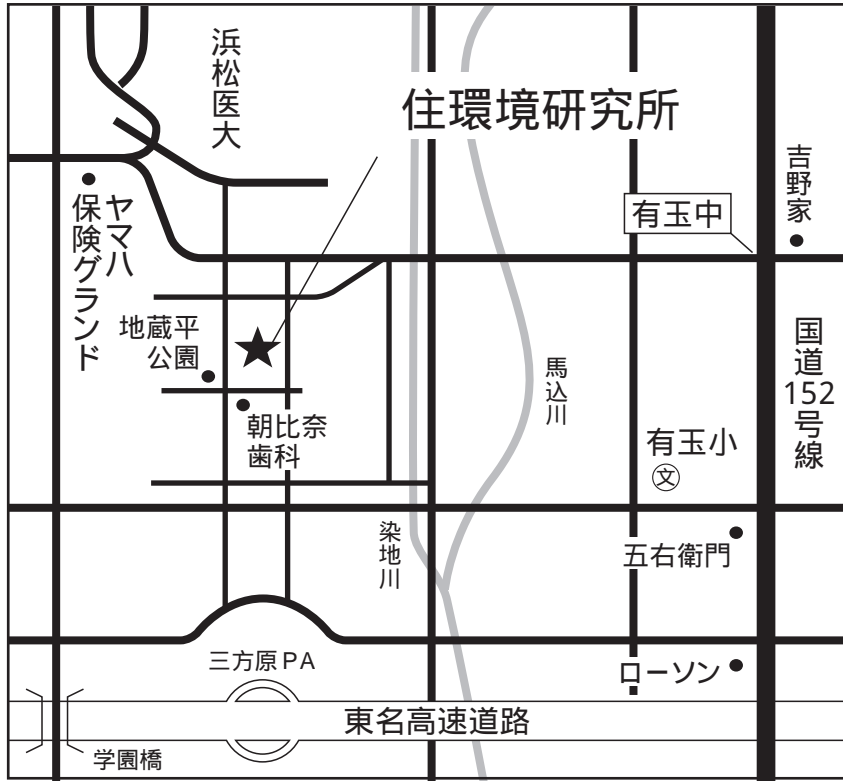 浜松医大
住環境研究所
吉野家
有玉中
ヤマハ
保険グランド
地蔵平
公園
国道
152
号線
馬込川
朝比奈
歯科
有玉小
文
染地川
五右衛門
三方原PA
ローソン
東名高速道路
学園橋